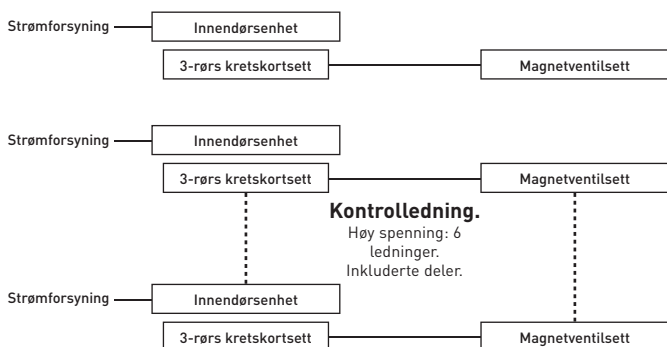 Strømforsyning
Innendørsenhet
3-rørs kretskortsett
Magnetventilsett
Strømforsyning
Innendørsenhet
3-rørs kretskortsett
Magnetventilsett
Kontrolledning.
Høy spenning: 6
ledninger.
Inkluderte deler.
Strømforsyning
Innendørsenhet
3-rørs kretskortsett
Magnetventilsett